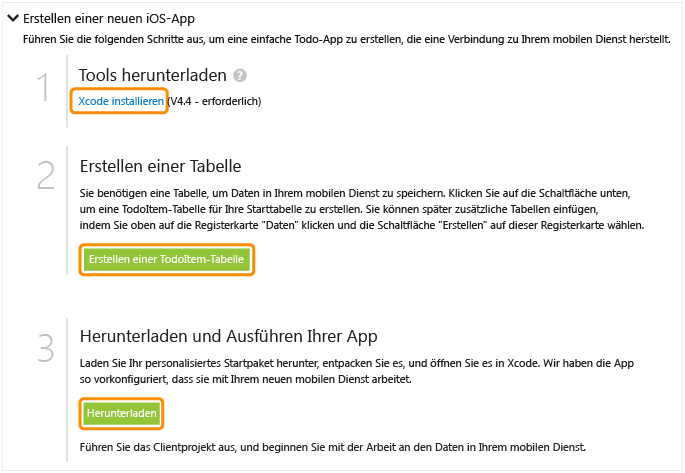 Erstellen einer neuen iOS-App
Führen Sie die folgenden Schritte aus, um eine einfache Todo-App zu erstellen, die eine Verbindung zu Ihrem mobilen Dienst herstellt.
1 Tools herunterladen ?
Xcode installieren (V4.4 - erforderlich)
2 Erstellen einer Tabelle
Sie benötigen eine Tabelle, um Daten in Ihrem mobilen Dienst zu speichern. Klicken Sie auf die Schaltfläche unten,
um eine TodoItem-Tabelle für Ihre Starttabelle zu erstellen. Sie können später zusätzliche Tabellen einfügen,
indem Sie oben auf die Registerkarte "Daten" klicken und die Schaltfläche "Erstellen" auf dieser Registerkarte wählen.
Erstellen einer TodoItem-Tabelle
3 Herunterladen und Ausführen Ihrer App
Laden Sie Ihr personalisiertes Startpaket herunter, entpacken Sie es, und öffnen Sie es in Xcode. Wir haben die App
so vorkonfiguriert, dass sie mit Ihrem neuen mobilen Dienst arbeitet.
Herunterladen
Führen Sie das Clientprojekt aus, und beginnen Sie mit der Arbeit an den Daten in Ihrem mobilen Dienst.